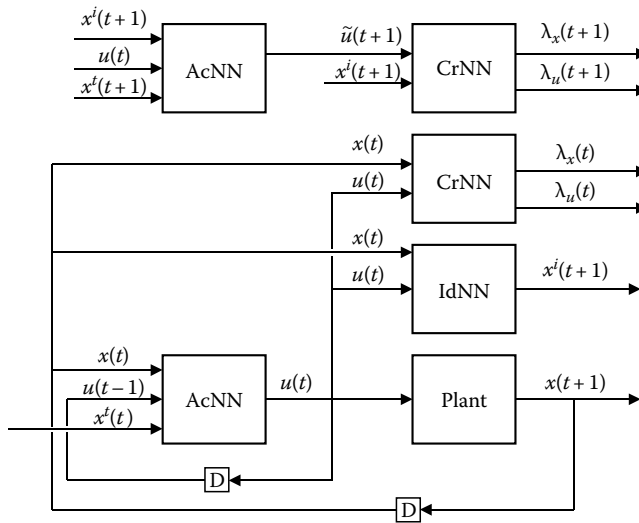 x^i(t+1)
u(t)
x^t(t+1)
AcNN
ũ(t+1)
x^i(t+1)
CrNN
λ_x(t+1)
λ_u(t+1)
x(t)
u(t)
CrNN
λ_x(t)
λ_u(t)
x(t)
u(t)
IdNN
x^i(t+1)
x(t)
u(t−1)
x^t(t)
AcNN
u(t)
Plant
x(t+1)
D
D